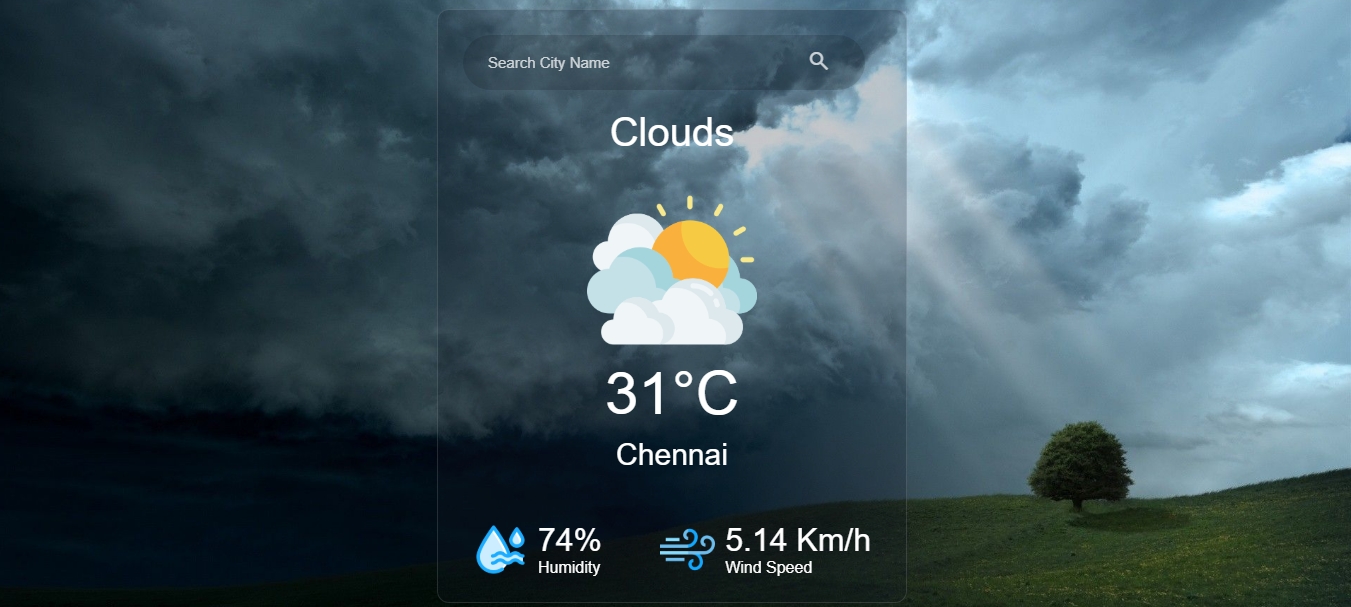 Search City Name
Clouds
31°C
Chennai
74%
Humidity
5.14 Km/h
Wind Speed